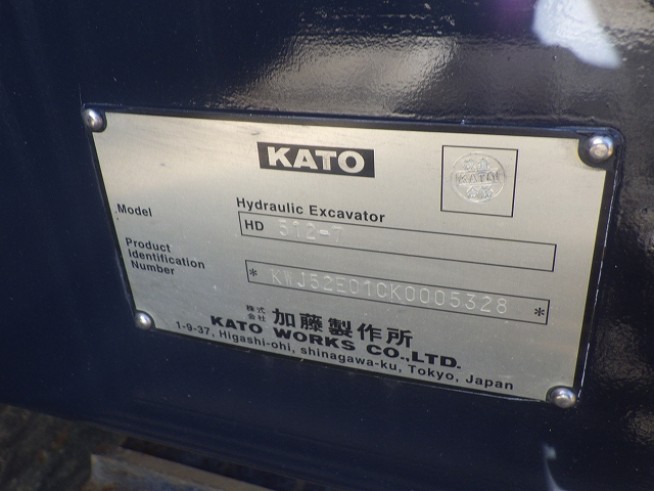 KATO
KATO
Hydraulic Excavator
Model
HD 512-7
Product
Identification
Number
* KWJ52E01CK0005328 *
株式会社 加藤製作所
KATO WORKS CO.,LTD.
1-9-37, Higashi-ohi, shinagawa-ku, Tokyo, Japan